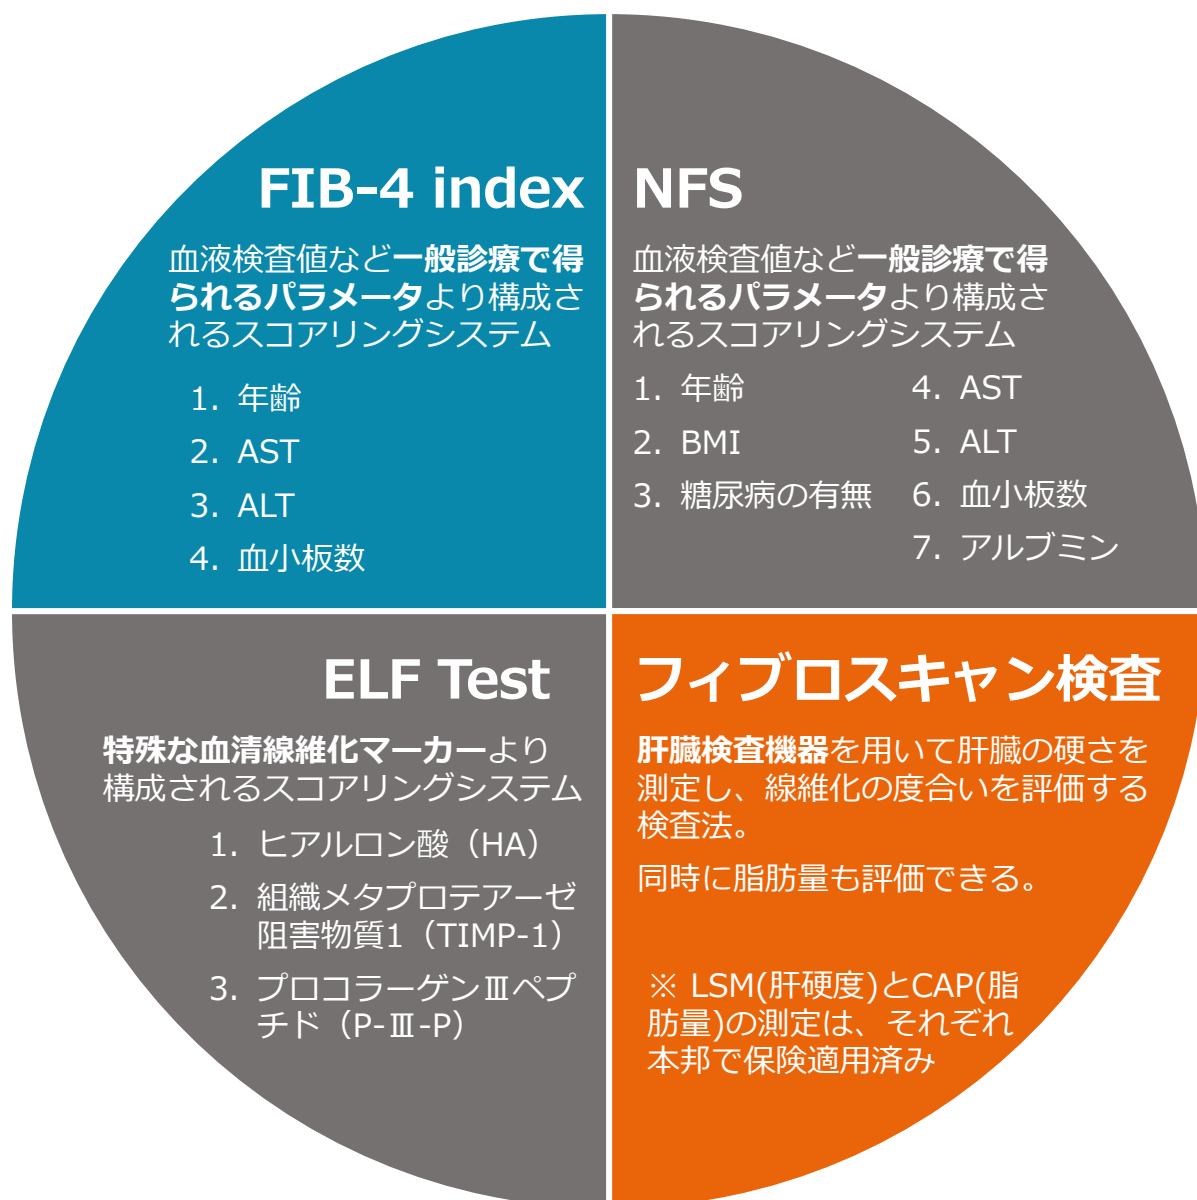 FIB-4 index
血液検査値など一般診療で得
られるパラメータより構成さ
れるスコアリングシステム
1. 年齢
2. AST
3. ALT
4. 血小板数
NFS
血液検査値など一般診療で得
られるパラメータより構成さ
れるスコアリングシステム
1. 年齢
2. BMI
3. 糖尿病の有無
4. AST
5. ALT
6. 血小板数
7. アルブミン
ELF Test
特殊な血清線維化マーカーより
構成されるスコアリングシステム
1. ヒアルロン酸（HA）
2. 組織メタプロテアーゼ
阻害物質1（TIMP-1）
3. プロコラーゲンⅢペプ
チド（P-Ⅲ-P）
フィブロスキャン検査
肝臓検査機器を用いて肝臓の硬さを
測定し、線維化の度合いを評価する
検査法。
同時に脂肪量も評価できる。
※ LSM(肝硬度)とCAP(脂
肪量)の測定は、それぞれ
本邦で保険適用済み